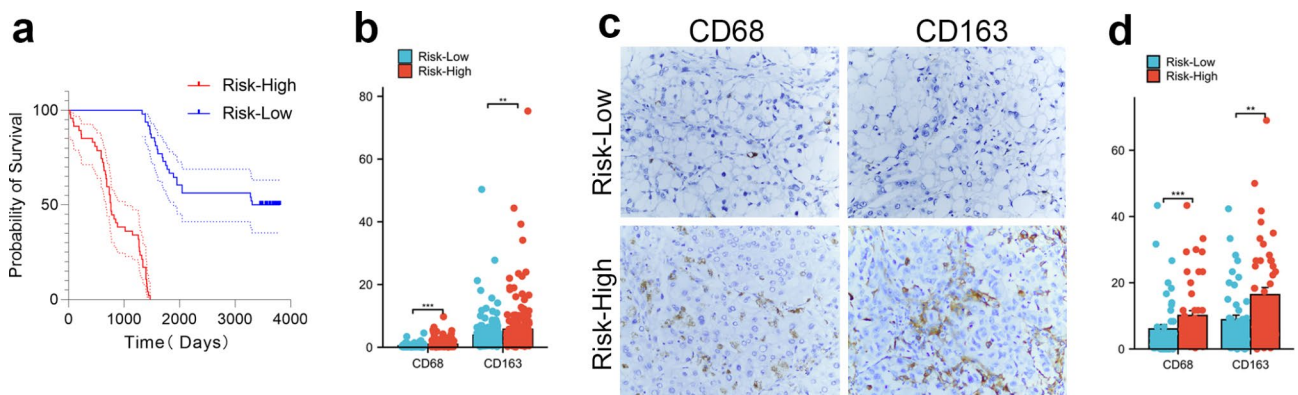 a
Risk-High
Risk-Low
Probability of Survival
100
50
0
0 1000 2000 3000 4000
Time( Days)
b
Risk-Low
Risk-High
80
60
40
20
0
***
**
CD68 CD163
c
CD68 CD163
Risk-Low
Risk-High
d
Risk-Low
Risk-High
60
40
20
0
***
**
CD68 CD163